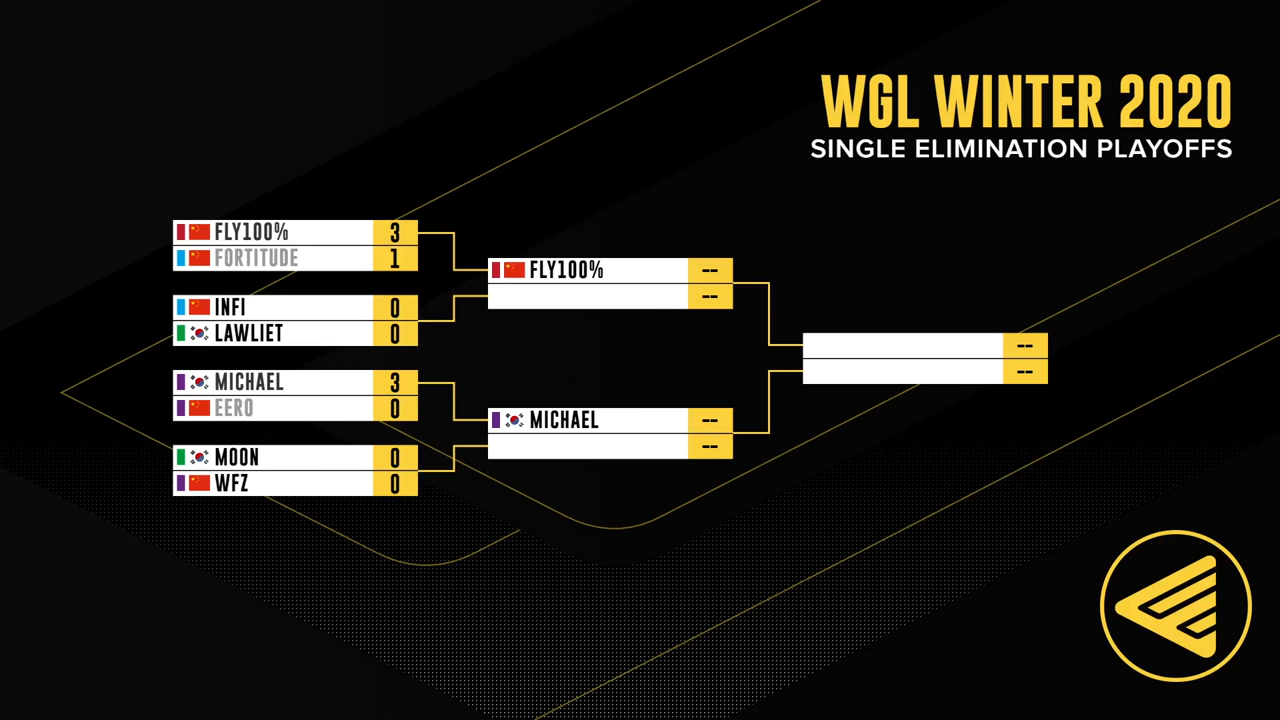 WGL WINTER 2020
SINGLE ELIMINATION PLAYOFFS
FLY100% 3
FORTITUDE 1
INFI 0
LAWLIET 0
MICHAEL 3
EERO 0
MOON 0
WFZ 0
FLY100% --
--
MICHAEL --
--
--
--